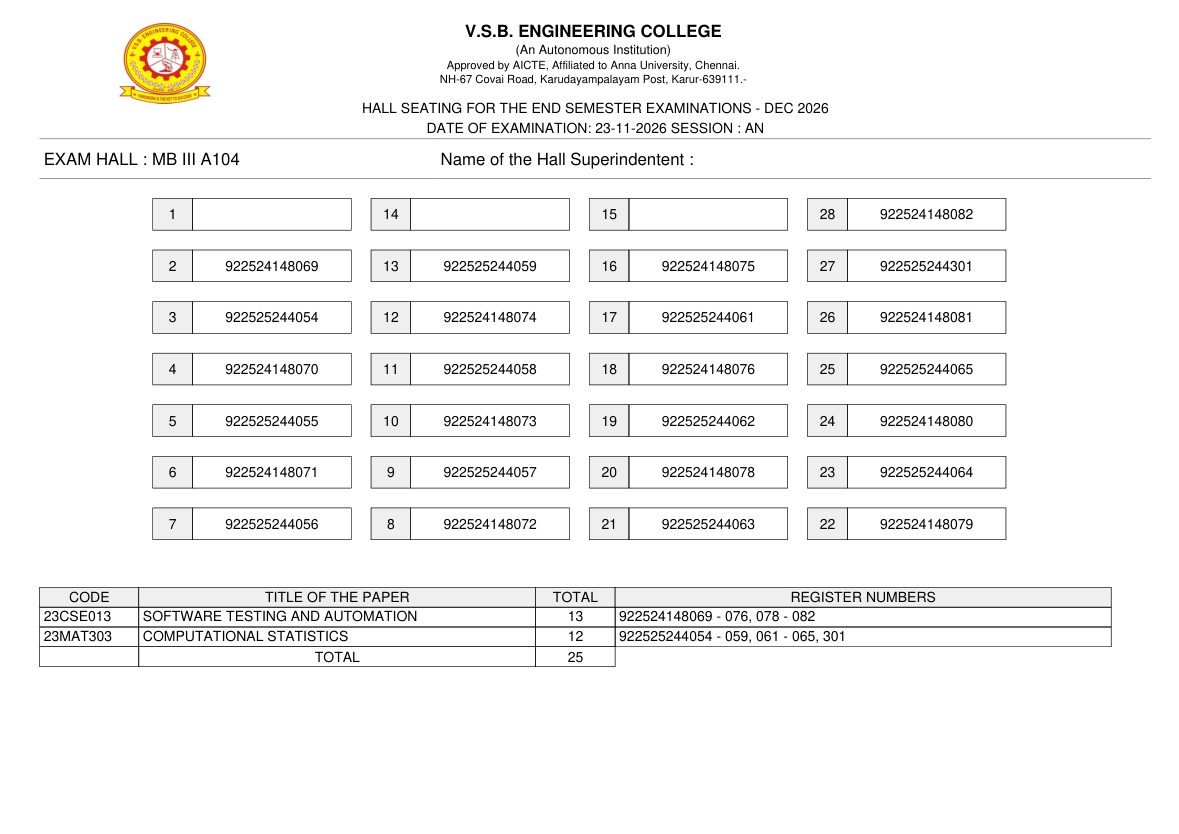 V.S.B. ENGINEERING COLLEGE
(An Autonomous Institution)
Approved by AICTE, Affiliated to Anna University, Chennai.
NH-67 Covai Road, Karudayampalayam Post, Karur-639111.-
HALL SEATING FOR THE END SEMESTER EXAMINATIONS - DEC 2026
DATE OF EXAMINATION: 23-11-2026 SESSION : AN
EXAM HALL : MB III A104 Name of the Hall Superintendent :
1 14 15 28 922524148082
2 922524148069 13 922525244059 16 922524148075 27 922525244301
3 922525244054 12 922524148074 17 922525244061 26 922524148081
4 922524148070 11 922525244058 18 922524148076 25 922525244065
5 922525244055 10 922524148073 19 922525244062 24 922524148080
6 922524148071 9 922525244057 20 922524148078 23 922525244064
7 922525244056 8 922524148072 21 922525244063 22 922524148079
CODE TITLE OF THE PAPER TOTAL REGISTER NUMBERS
23CSE013 SOFTWARE TESTING AND AUTOMATION 13 922524148069 - 076, 078 - 082
23MAT303 COMPUTATIONAL STATISTICS 12 922525244054 - 059, 061 - 065, 301
TOTAL 25